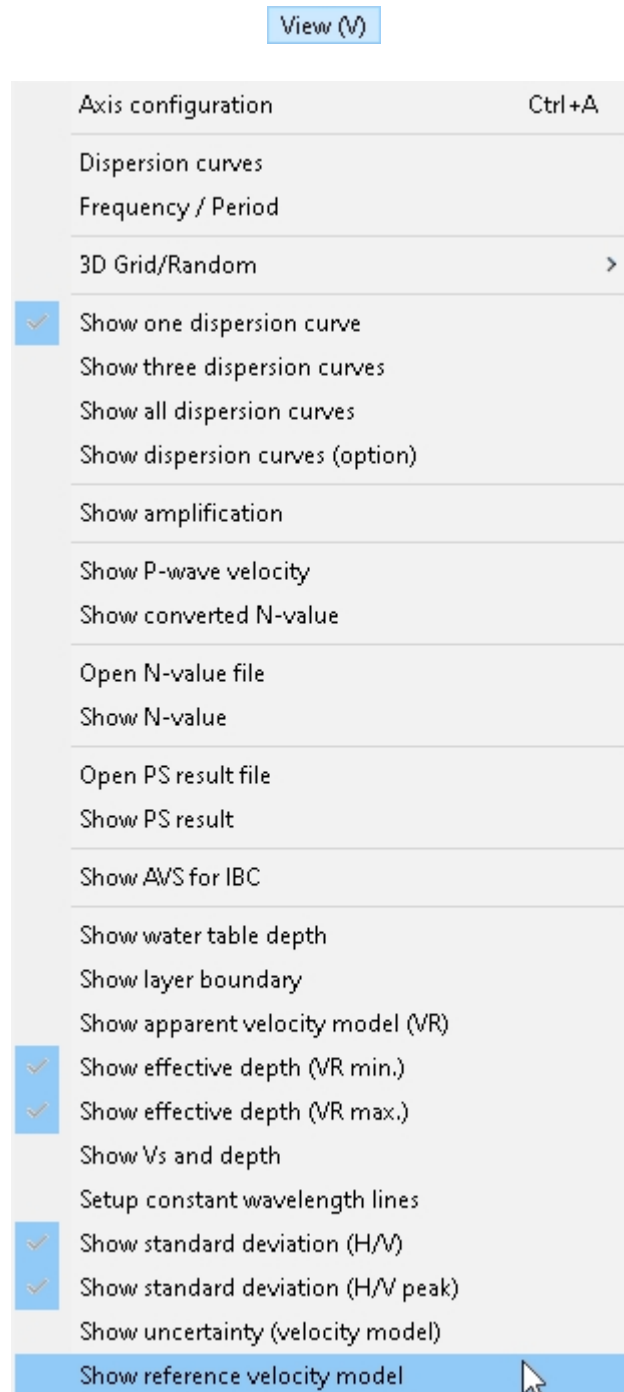 View (V)
Axis configuration Ctrl+A
Dispersion curves
Frequency / Period
3D Grid/Random
Show one dispersion curve
Show three dispersion curves
Show all dispersion curves
Show dispersion curves (option)
Show amplification
Show P-wave velocity
Show converted N-value
Open N-value file
Show N-value
Open PS result file
Show PS result
Show AVS for IBC
Show water table depth
Show layer boundary
Show apparent velocity model (VR)
Show effective depth (VR min.)
Show effective depth (VR max.)
Show Vs and depth
Setup constant wavelength lines
Show standard deviation (H/V)
Show standard deviation (H/V peak)
Show uncertainty (velocity model)
Show reference velocity model